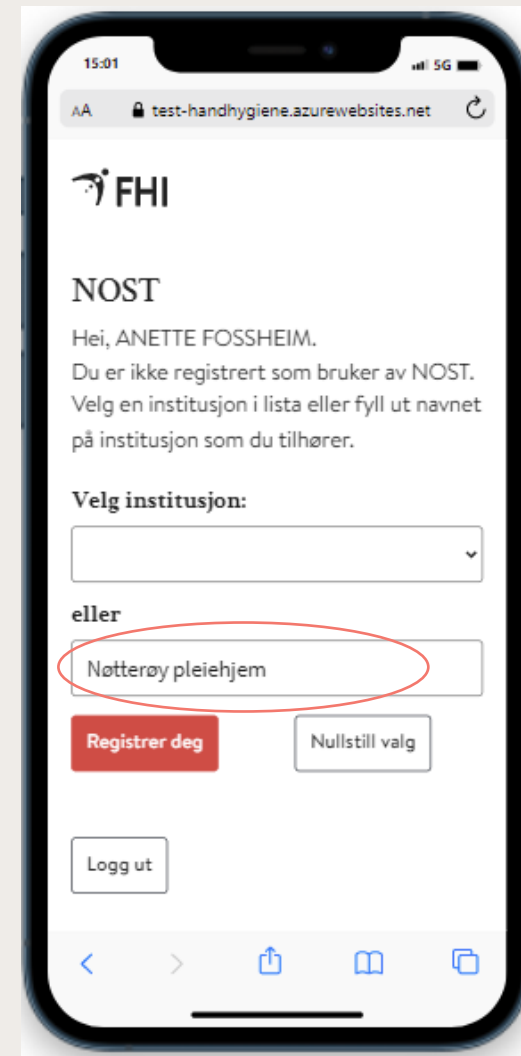 15:01
5G
AA test-handhygiene.azurewebsites.net
FHI
NOST
Hei, ANETTE FOSSHEIM.
Du er ikke registrert som bruker av NOST.
Velg en institusjon i lista eller fyll ut navnet
på institusjon som du tilhører.
Velg institusjon:
eller
Nøtterøy pleiehjem
Registrer deg
Nullstill valg
Logg ut